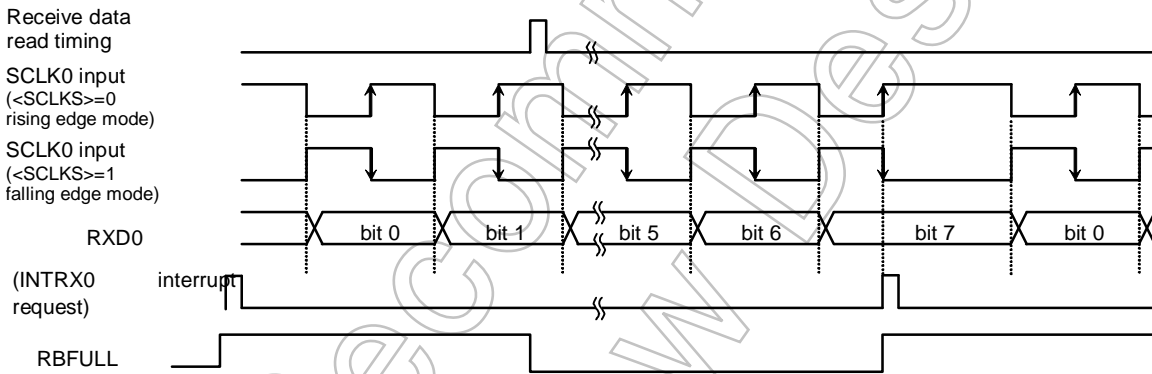 Receive data
read timing
SCLK0 input
(<SCLKS>=0
rising edge mode)
SCLK0 input
(<SCLKS>=1
falling edge mode)
RXD0 bit 0 bit 1 bit 5 bit 6 bit 7 bit 0
(INTRX0 interrupt
request)
RBFULL